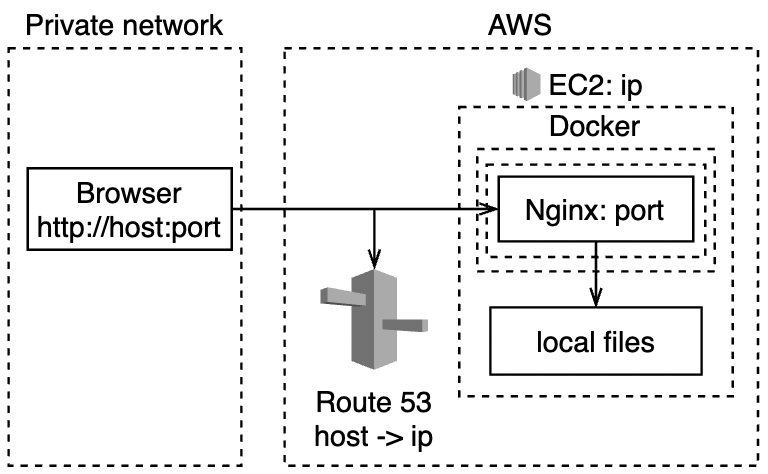 Private network
AWS
EC2: ip
Docker
Browser
http://host:port
Nginx: port
local files
Route 53
host -> ip